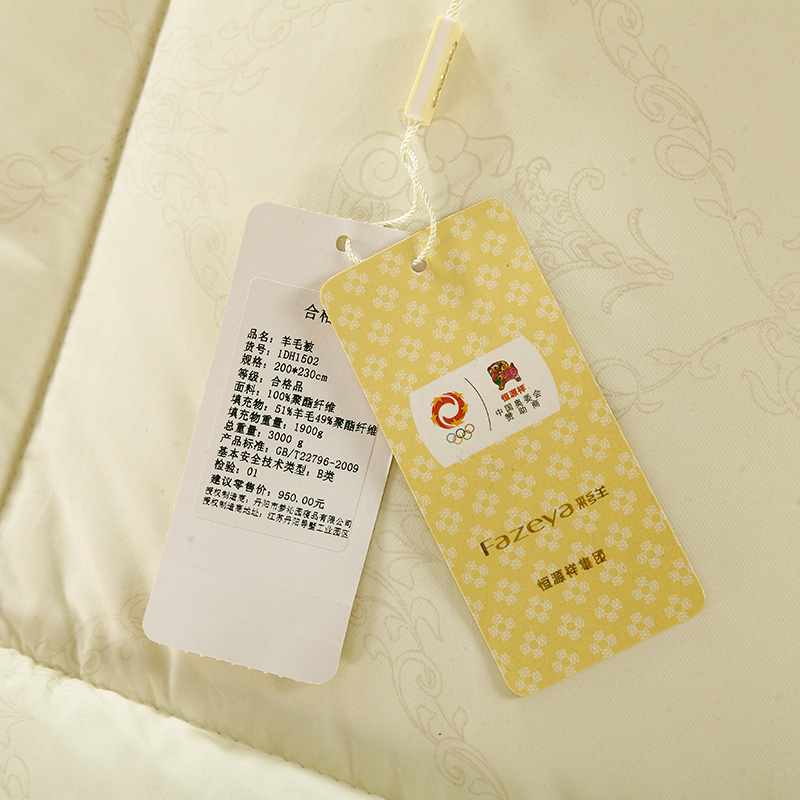 合格
品名：羊毛被
货号：1DH1502
规格：200*230cm
等级：合格品
面料：100%聚酯纤维
填充物：51%羊毛49%聚酯纤维
填充物重量：1900g
总重量：3000 g
产品标准：GB/T22796-2009
基本安全技术类型：B类
检验：01
建议零售价：950.00元
授权制造商：丹阳市梦沁园寝品有限公司
授权制造商地址：江苏丹阳导墅工业园区
恒源祥
中国奥委会
赞助商
Fazeya 彩羊
恒源祥集团